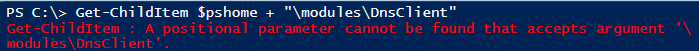 PS C:\> Get-ChildItem $pshome + "\modules\DnsClient"
Get-ChildItem : A positional parameter cannot be found that accepts argument '\
modules\DnsClient'.